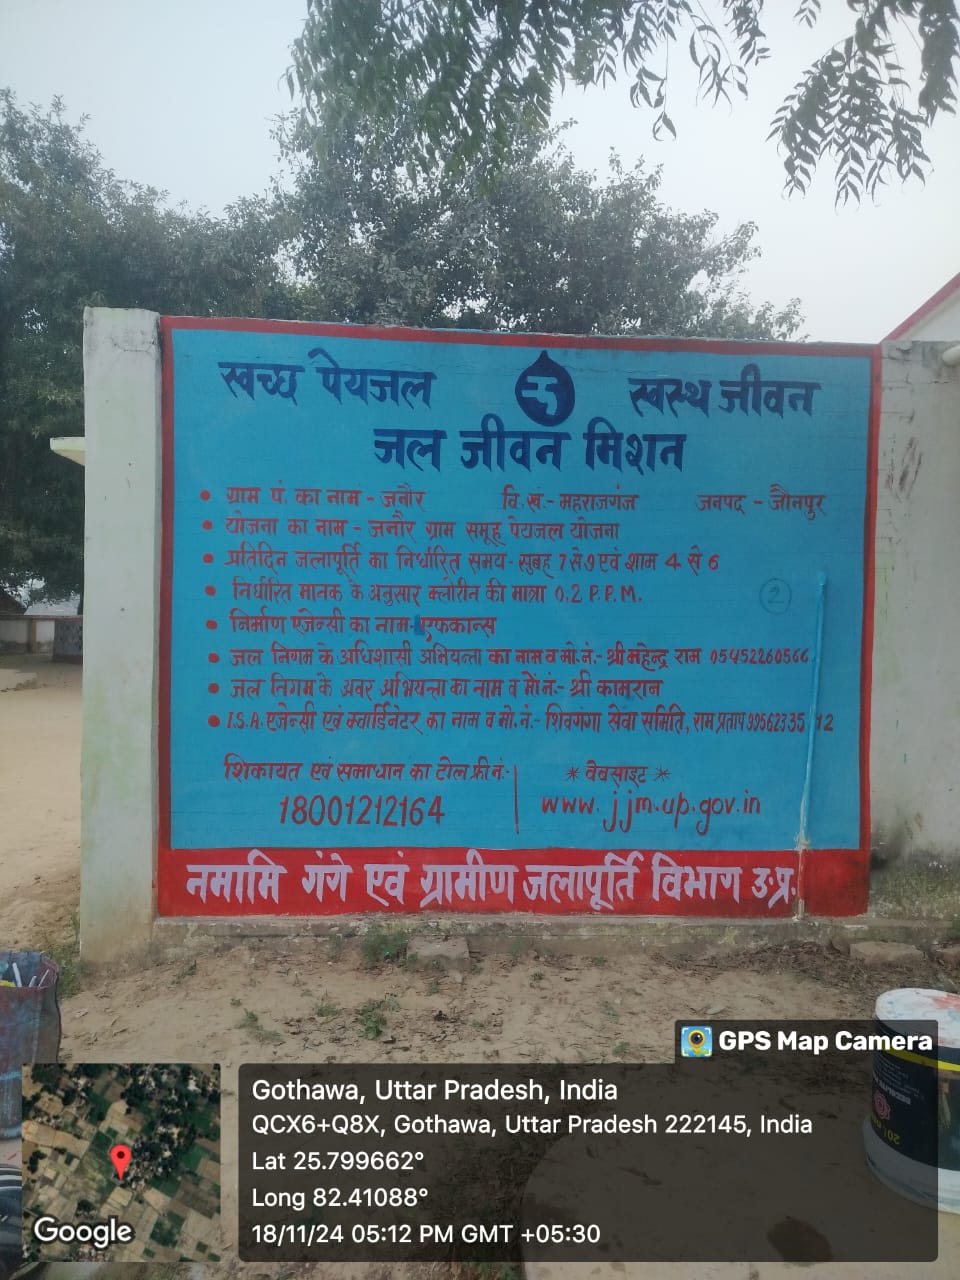 स्वच्छ पेयजल स्वस्थ जीवन
जल जीवन मिशन
• ग्राम पं. का नाम - जनौर वि.खं.- महराजगंज जनपद - जौनपुर
• योजना का नाम - जनौर ग्राम समूह पेयजल योजना
• प्रतिदिन जलापूर्ति का निर्धारित समय - सुबह 7 से 9 एवं शाम 4 से 6
• निर्धारित मानक के अनुसार क्लोरीन की मात्रा 0.2 P.P.M.
2
• निर्माण एजेन्सी का नाम- एफकान्स
• जल निगम के अधिशासी अभियन्ता का नाम व मो.नं.- श्री महेन्द्र राम
• जल निगम के अवर अभियन्ता का नाम व मो.नं.- श्री कामरान
• I.S.A. एजेन्सी एवं क्वार्डिनेटर का नाम व मो.नं.- शिवगंगा सेवा समिति, राम प्रताप
शिकायत एवं समाधान का टोल फ्री नं.-
18001212164
* वेबसाइट *
www.jjm.up.gov.in
नमामि गंगे एवं ग्रामीण जलापूर्ति विभाग उ.प्र.
GPS Map Camera
Gothawa, Uttar Pradesh, India
QCX6+Q8X, Gothawa, Uttar Pradesh 222145, India
Lat 25.799662°
Long 82.41088°
18/11/24 05:12 PM GMT +05:30
Google